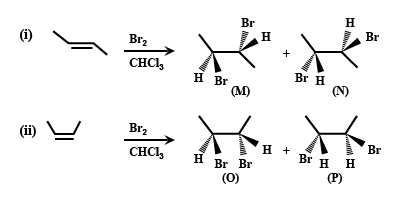 (i) Br2 CHCl3 H Br Br H (M) + Br H H Br (N)
(ii) Br2 CHCl3 H Br Br H (O) + Br H H Br (P)